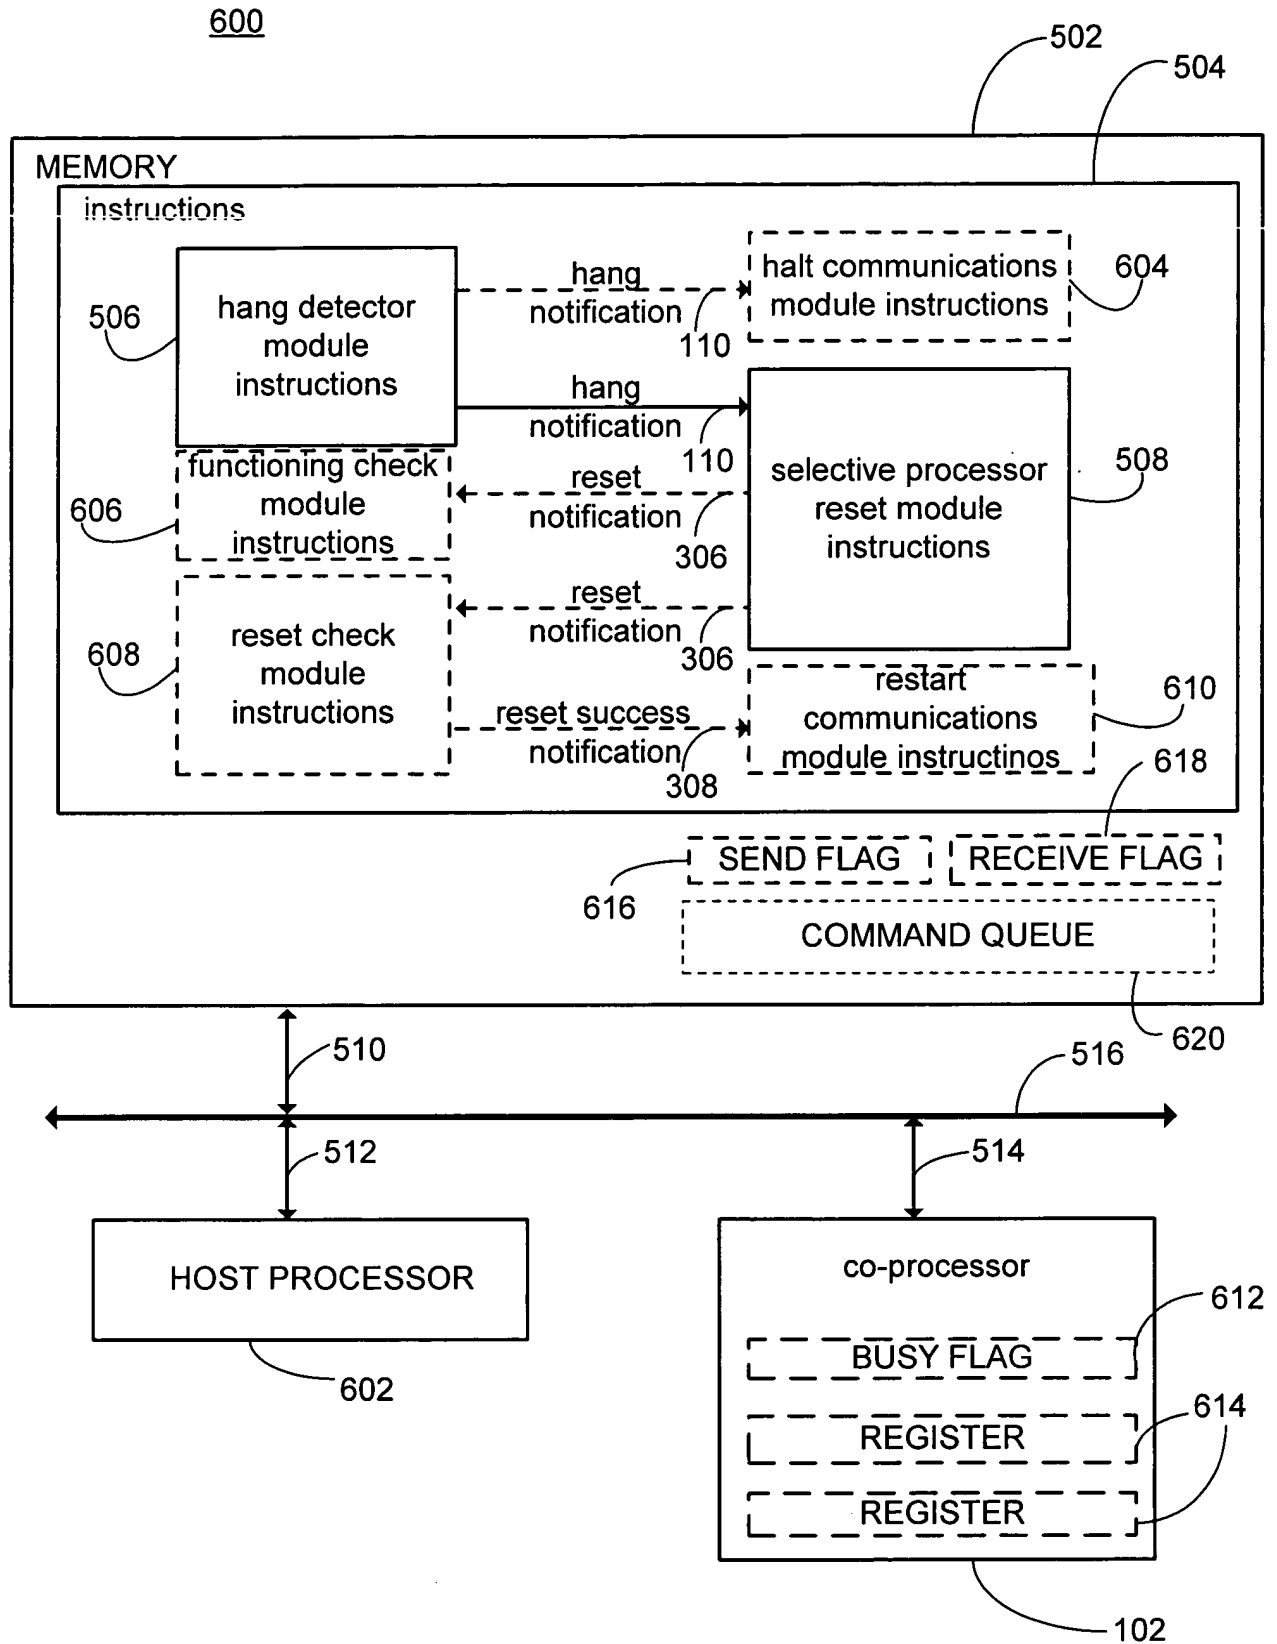 600
502
504
MEMORY
instructions
hang detector
module
instructions
506
hang
notification
110
halt communications
module instructions
604
hang
notification
110
selective processor
reset module
instructions
508
functioning check
module
instructions
606
reset
notification
306
reset check
module
instructions
608
reset
notification
306
reset success
notification
308
restart
communications
module instructinos
610
618
SEND FLAG
RECEIVE FLAG
616
COMMAND QUEUE
620
510
516
512
514
HOST PROCESSOR
602
co-processor
612
BUSY FLAG
614
REGISTER
REGISTER
102